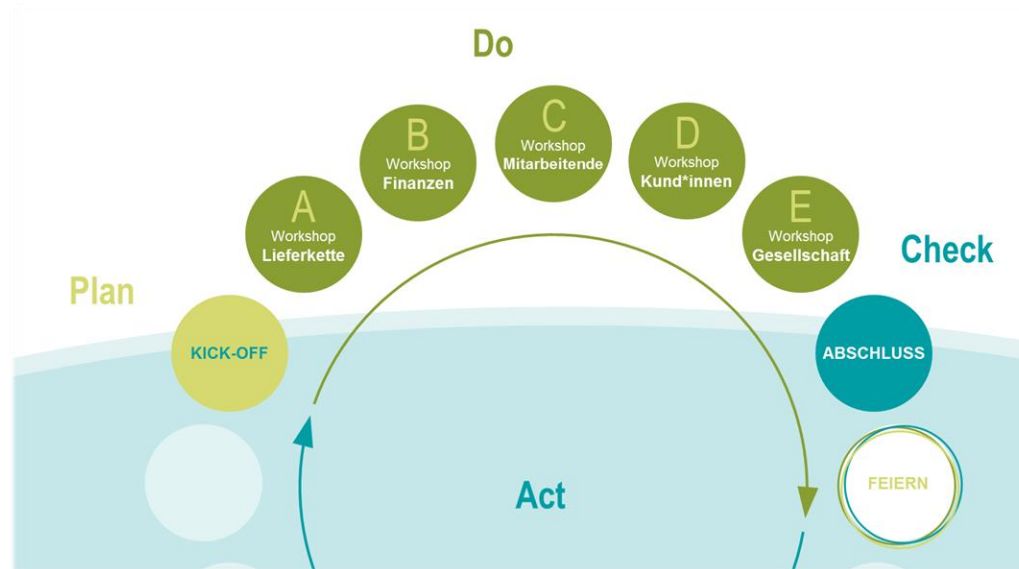 Do
C
Workshop
Mitarbeitende
B
Workshop
Finanzen
D
Workshop
Kund*innen
A
Workshop
Lieferkette
E
Workshop
Gesellschaft
Check
Plan
KICK-OFF
ABSCHLUSS
FEIERN
Act